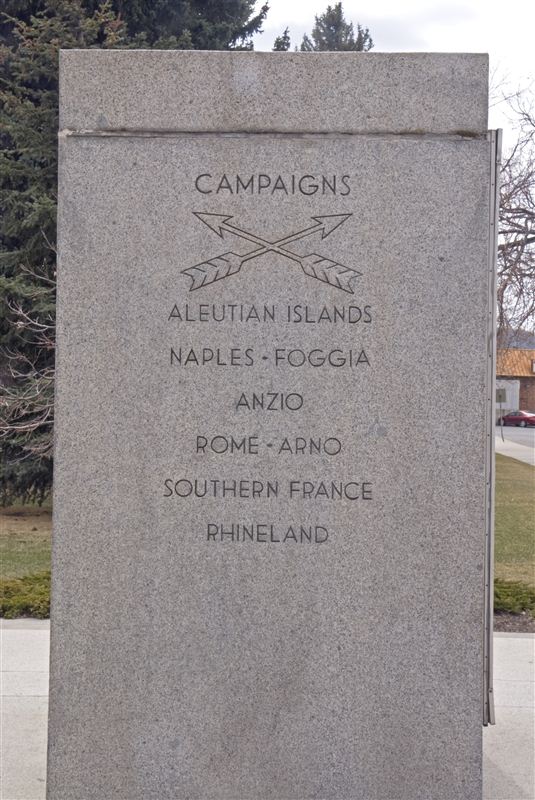 CAMPAIGNS
ALEUTIAN ISLANDS
NAPLES - FOGGIA
ANZIO
ROME - ARNO
SOUTHERN FRANCE
RHINELAND